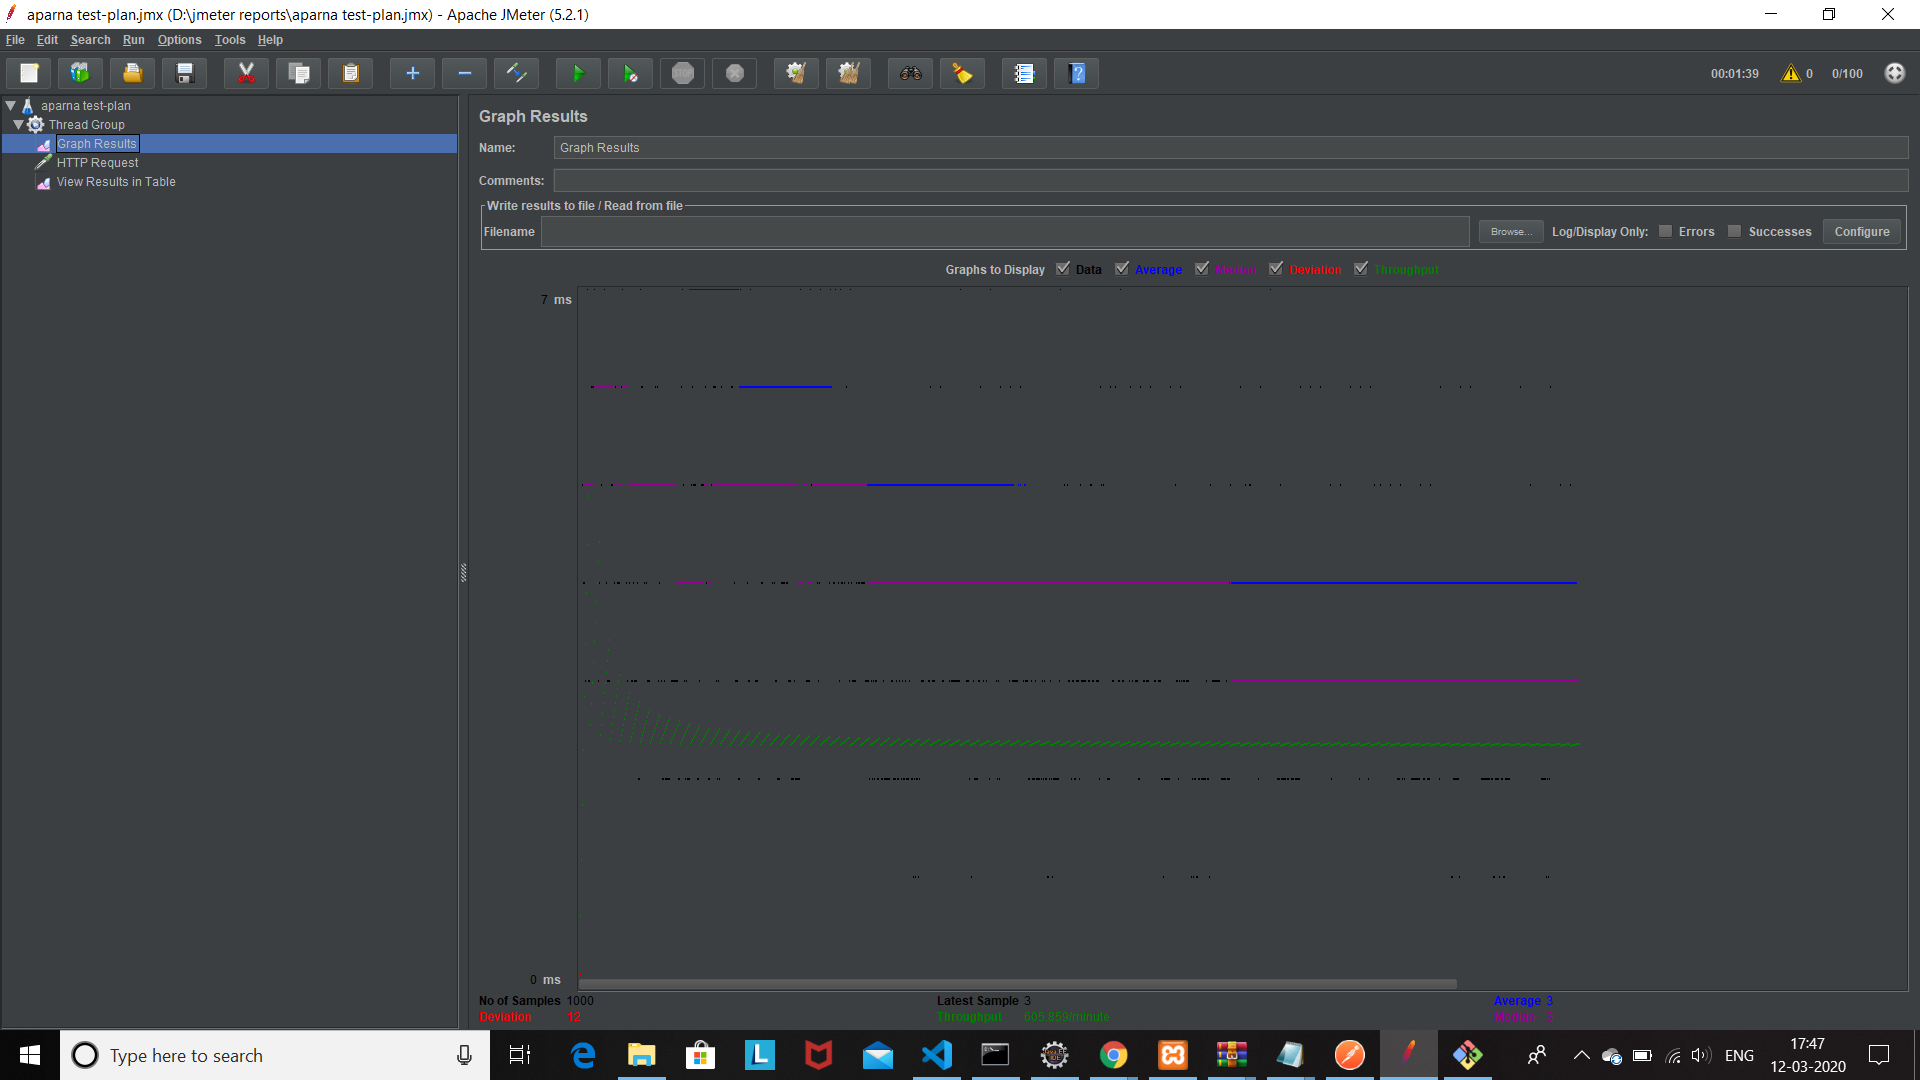 aparna test-plan.jmx (D:\jmeter reports\aparna test-plan.jmx) - Apache JMeter (5.2.1)
File Edit Search Run Options Tools Help
STOP 00:01:39 0 0/100
aparna test-plan
Thread Group
Graph Results
HTTP Request
View Results in Table
Graph Results
Name: Graph Results
Comments:
Write results to file / Read from file
Filename Browse... Log/Display Only: Errors Successes Configure
Graphs to Display Data Average Median Deviation Throughput
7 ms
0 ms
No of Samples 1000 Latest Sample 3 Average 3
Deviation 12 Throughput 605.859/minute Median
Type here to search
ENG
17:47
12-03-2020